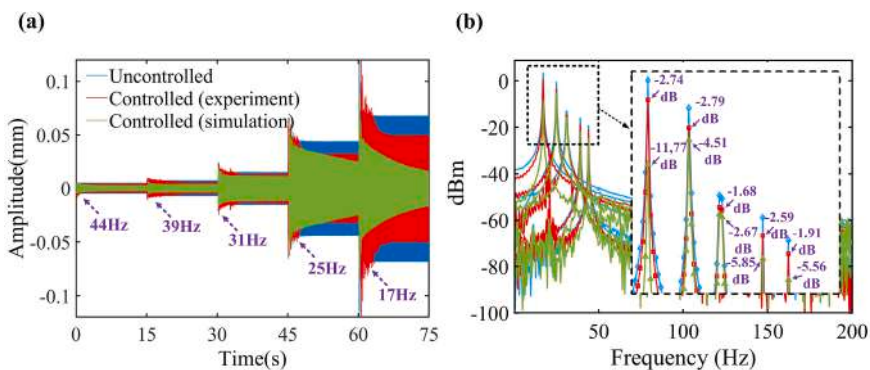 (a)
Amplitude(mm)
0.1
0.05
0
-0.05
-0.1
Uncontrolled
Controlled (experiment)
Controlled (simulation)
44Hz
39Hz
31Hz
25Hz
17Hz
0
15
30
45
60
75
Time(s)
(b)
dBm
0
-20
-40
-60
-80
-100
-2.74
dB
-11.77
dB
-2.79
dB
-4.51
dB
-1.68
dB
-2.67
dB
-2.59
dB
-5.85
dB
-1.91
dB
-5.56
dB
50
100
150
200
Frequency (Hz)